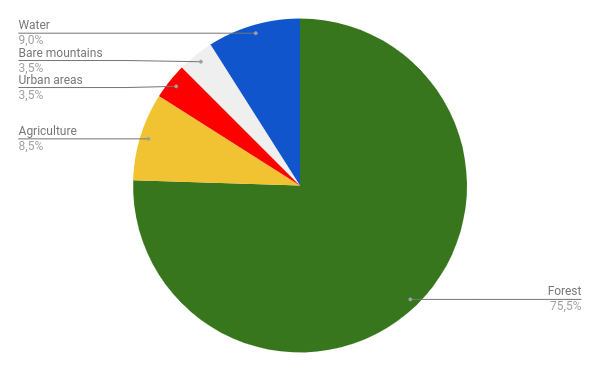 Water
9,0%
Bare mountains
3,5%
Urban areas
3,5%
Agriculture
8,5%
Forest
75,5%